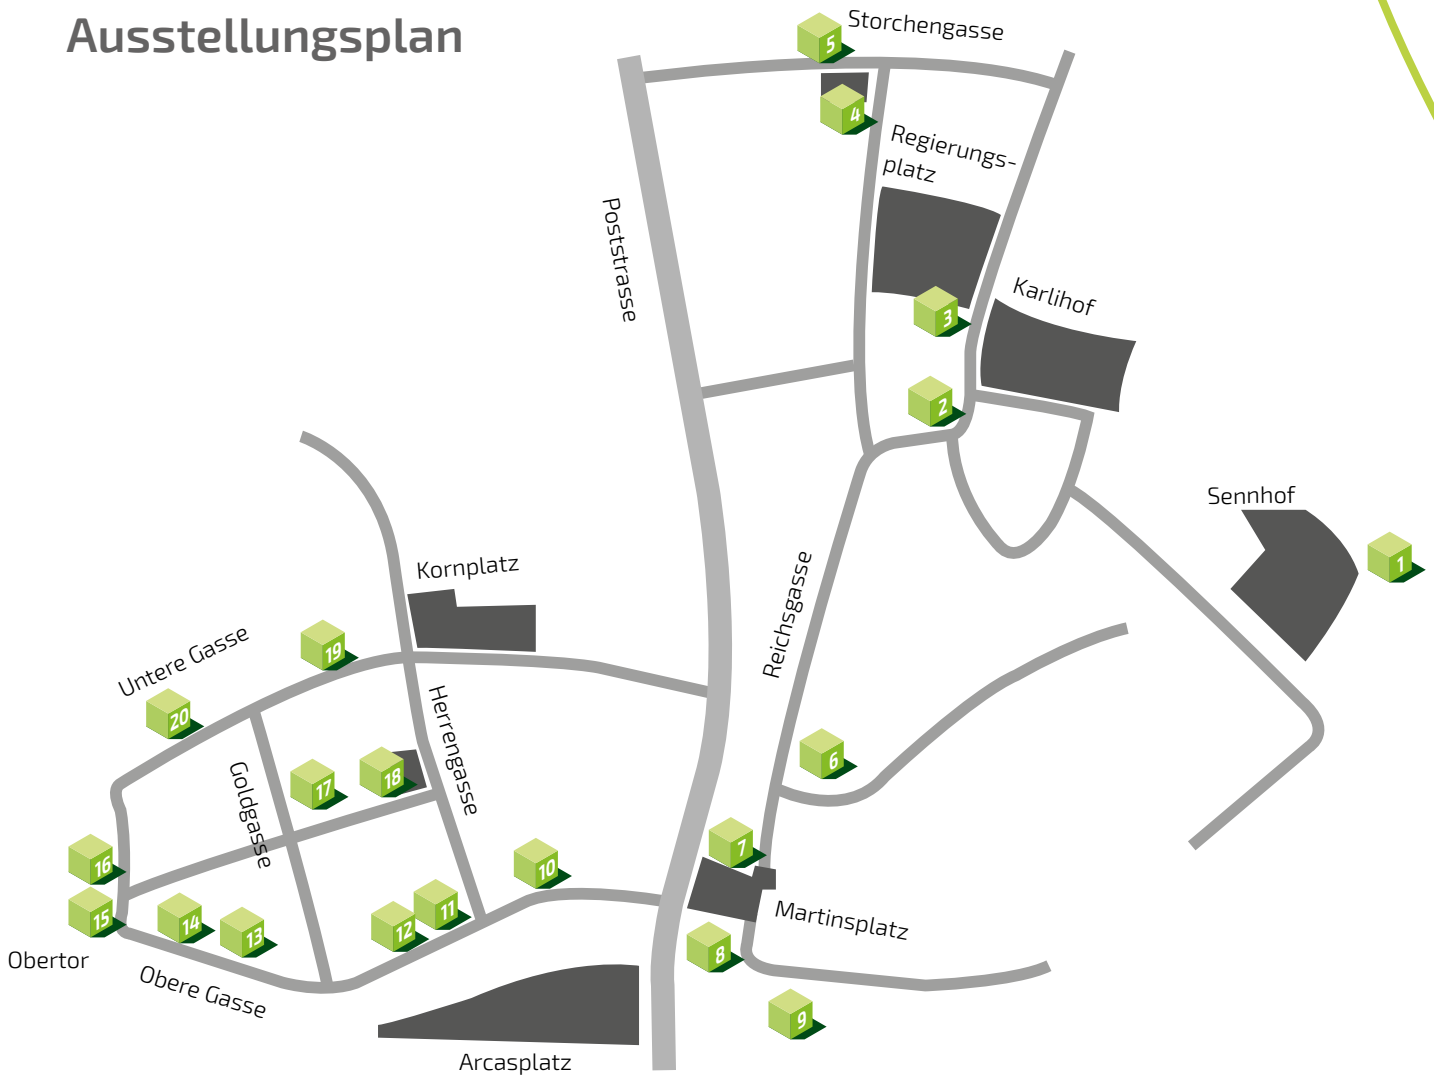 Ausstellungsplan
Storchengasse
5
4
Regierungs-
platz
Poststrasse
Karlihof
3
2
Sennhof
1
Kornplatz
Reichsgasse
Untere Gasse
19
20
Herrengasse
Goldgasse
17
18
6
7
16
10
15
14
13
12
11
Martinsplatz
8
Obertor
Obere Gasse
9
Arcasplatz